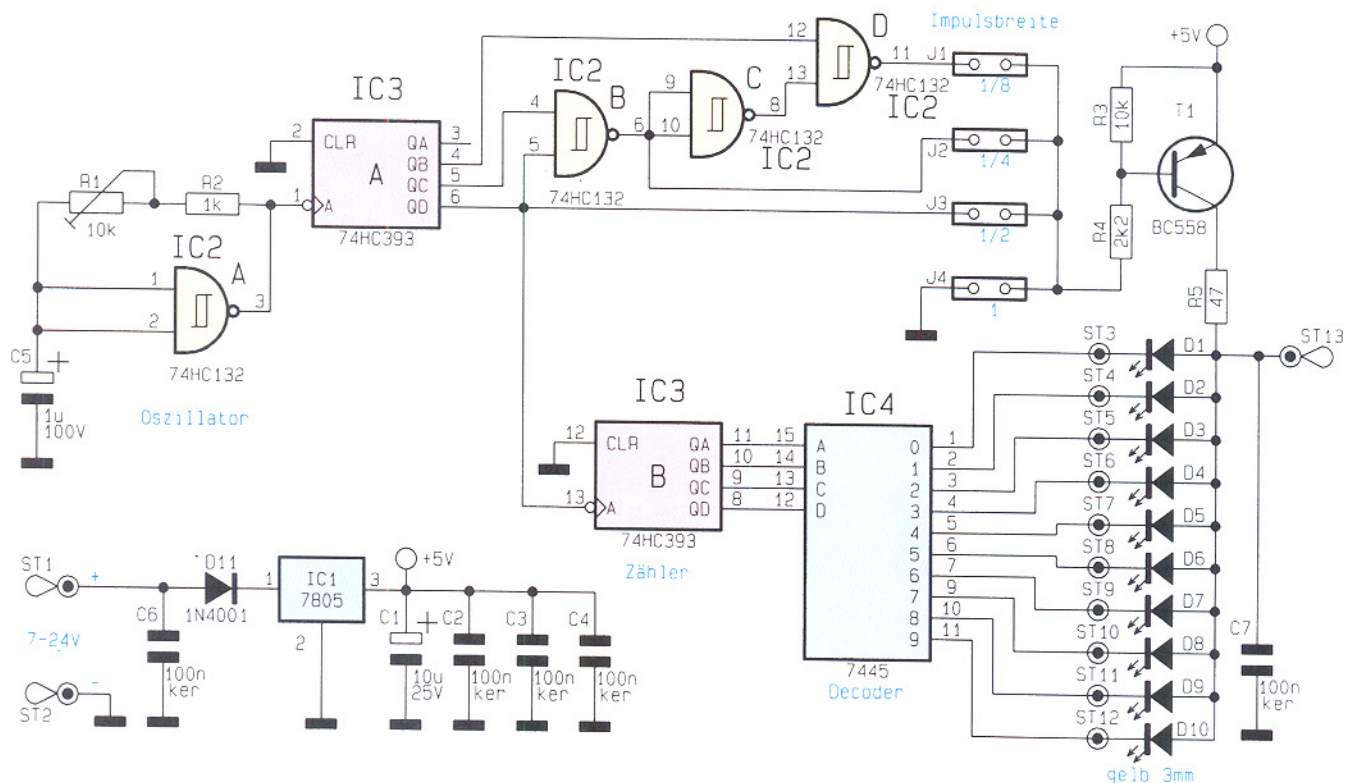 D
Impulsbreite
+5V
12
11
J1
IC2
13
74HC132
1/8
IC3
B
9
C
T1
R3
10k
4
8
IC2
2
CLR
QA
3
6
10
74HC132
J2
1/4
QB
4
5
IC2
A
QC
5
R1
R2
1
A
QD
6
74HC132
J3
R4
2k2
BC558
1k
10k
74HC393
1/2
IC2
A
J4
1
R5
47
1
3
2
ST3
D1
ST13
C5
+
74HC132
ST4
D2
1u
100V
Oszillator
IC3
IC4
ST5
D3
12
CLR
QA
11
15
A
0
1
ST6
D4
QB
10
14
B
1
2
QC
9
13
C
2
3
ST7
D5
B
13
A
QD
8
12
D
3
4
74HC393
4
5
ST8
D6
Zähler
5
6
ST9
D7
6
7
ST10
D8
7
9
8
10
ST11
D9
9
11
ST12
D10
7445
Decoder
C7
100n
ker
gelb 3mm
ST1
+
D11
1
IC1
7805
3
+5V
1N4001
C6
2
C1
+
C2
C3
C4
7-24V
100n
ker
10u
25V
100n
ker
100n
ker
100n
ker
-
ST2